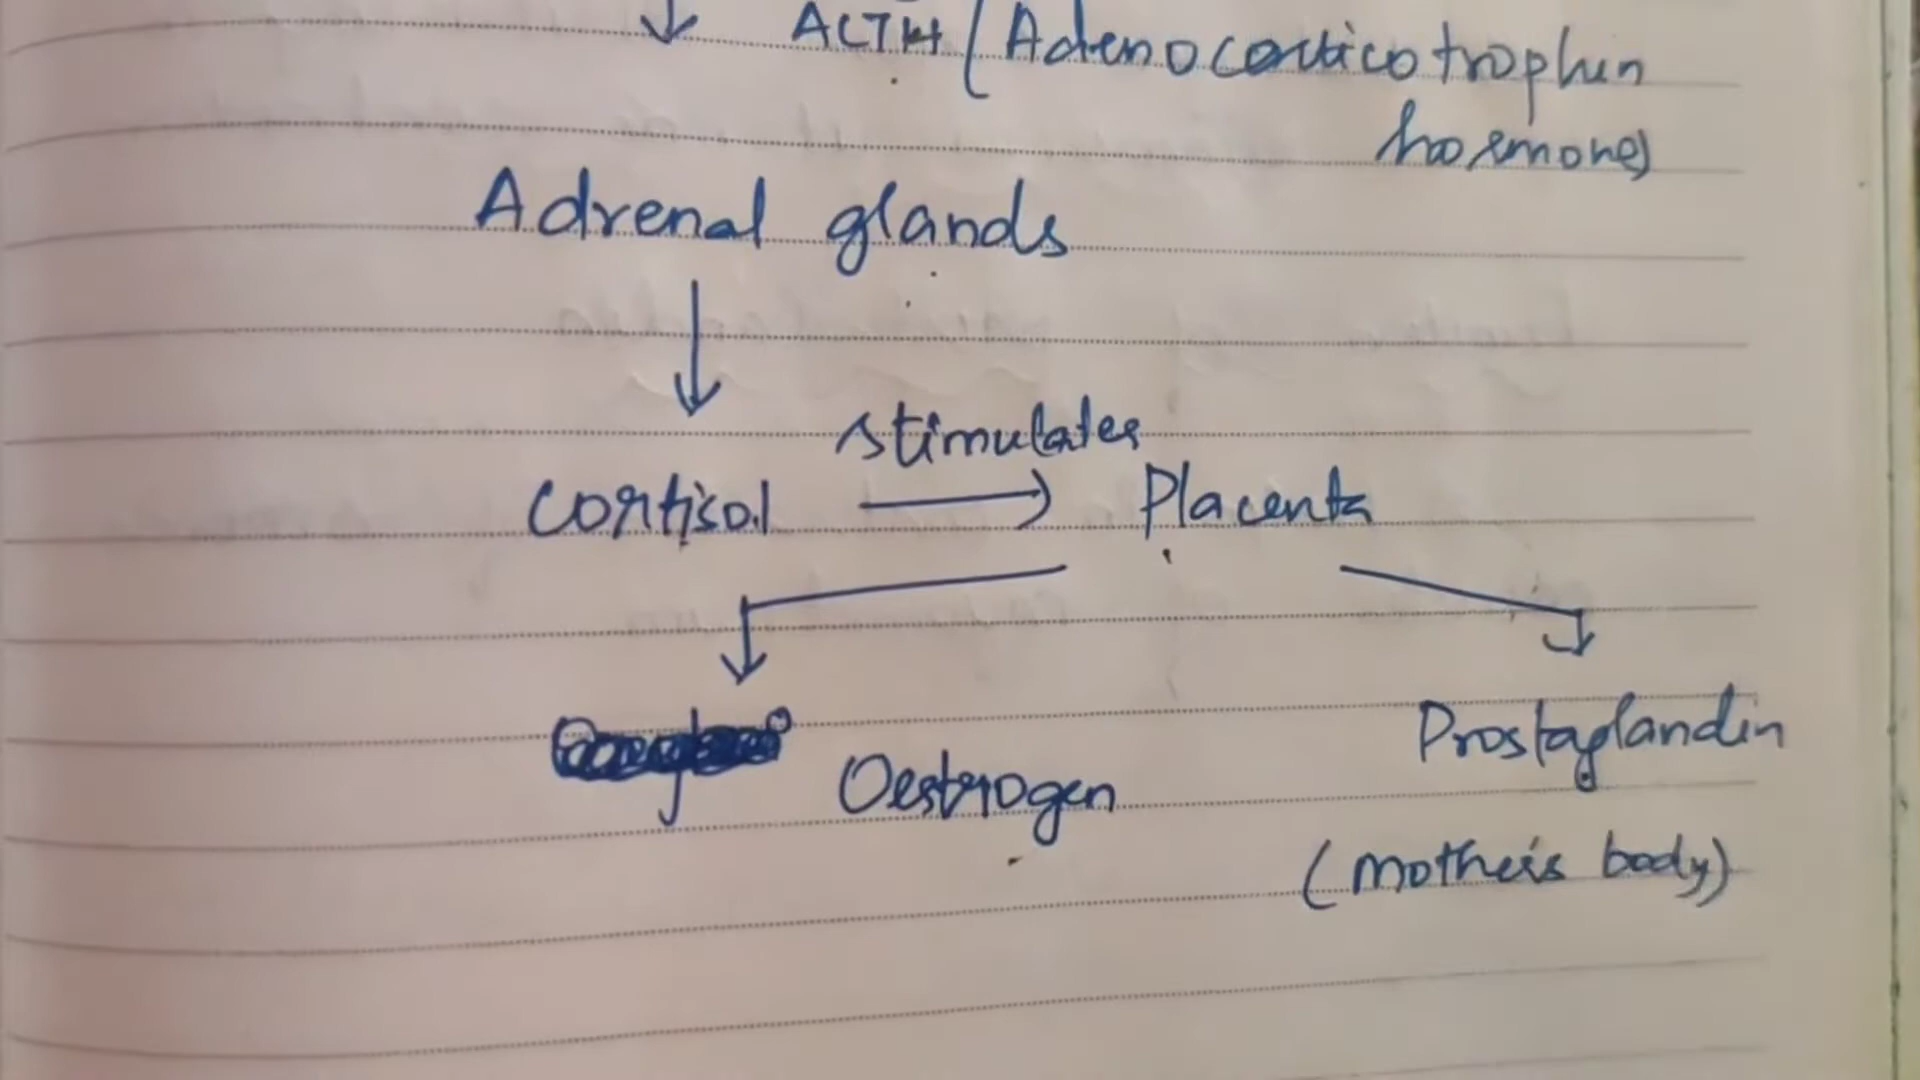 ACTH (Adenocorticotrophin
hormone)
Adrenal glands
stimulates
Cortisol Placenta
Prostaglandin
Oestrogen
(mother's body)